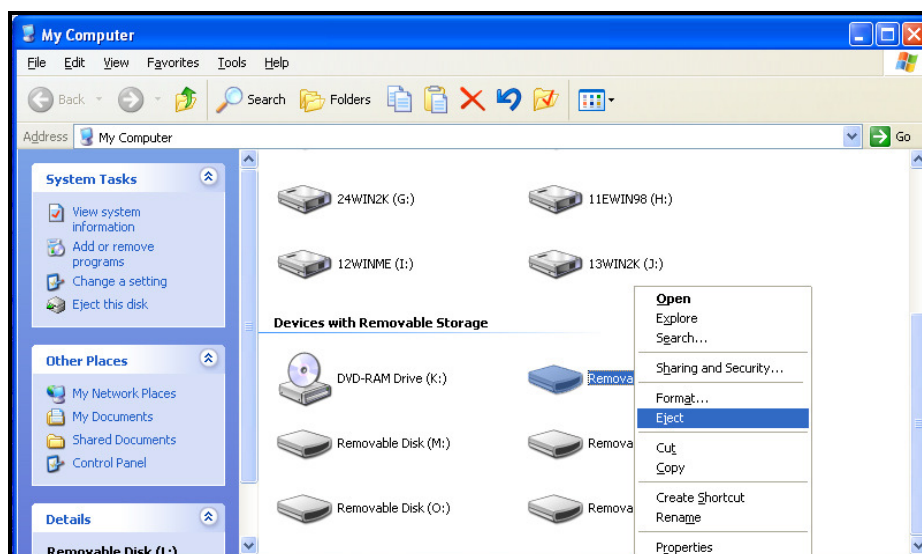 My Computer
File Edit View Favorites Tools Help
Back Search Folders
Address My Computer Go
System Tasks
View system
information
Add or remove
programs
Change a setting
Eject this disk
Other Places
My Network Places
My Documents
Shared Documents
Control Panel
Details
Removable Disk (L:)
24WIN2K (G:) 11EWIN98 (H:)
12WINME (I:) 13WIN2K (J:)
Devices with Removable Storage
DVD-RAM Drive (K:) Remova
Removable Disk (M:) Remova
Removable Disk (O:) Remova
Open
Explore
Search...
Sharing and Security...
Format...
Eject
Cut
Copy
Create Shortcut
Rename
Properties